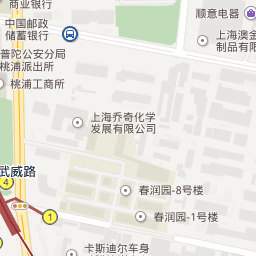 商业银行
中国邮政
储蓄银行
顺意电器
上海澳金
制品有限
普陀公安分局
桃浦派出所
桃浦工商所
上海乔奇化学
发展有限公司
武威路
4
1
春润园-8号楼
春润园-1号楼
卡斯迪尔车身